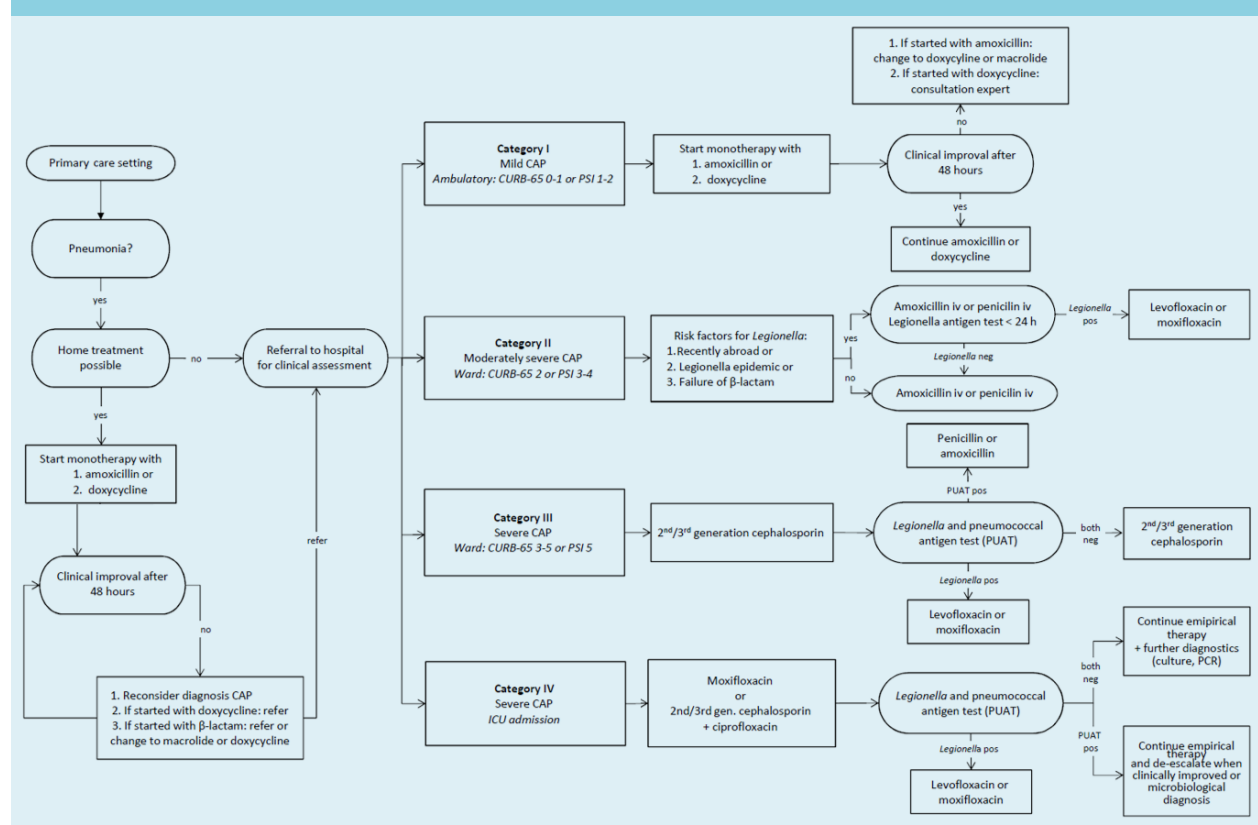 Primary care setting
Pneumonia?
yes
Home treatment
possible
no
yes
Start monotherapy with
1. amoxicillin or
2. doxycycline
Clinical improval after
48 hours
no
1. Reconsider diagnosis CAP
2. If started with doxycycline: refer
3. If started with β-lactam: refer or
change to macrolide or doxycycline
refer
Referral to hospital
for clinical assessment
Category I
Mild CAP
Ambulatory: CURB-65 0-1 or PSI 1-2
Start monotherapy with
1. amoxicillin or
2. doxycycline
Clinical improval after
48 hours
no
1. If started with amoxicillin:
change to doxycyline or macrolide
2. If started with doxycycline:
consultation expert
yes
Continue amoxicillin or
doxycycline
Category II
Moderately severe CAP
Ward: CURB-65 2 or PSI 3-4
Risk factors for Legionella:
1.Recently abroad or
2. Legionella epidemic or
3. Failure of β-lactam
yes
no
Amoxicillin iv or penicilin iv
Legionella antigen test < 24 h
Legionella
pos
Levofloxacin or
moxifloxacin
Legionella neg
Amoxicillin iv or penicilin iv
Category III
Severe CAP
Ward: CURB-65 3-5 or PSI 5
2nd/3rd generation cephalosporin
Legionella and pneumococcal
antigen test (PUAT)
PUAT pos
Penicillin or
amoxicillin
both
neg
2nd/3rd generation
cephalosporin
Legionella pos
Levofloxacin or
moxifloxacin
Category IV
Severe CAP
ICU admission
Moxifloxacin
or
2nd/3rd gen. cephalosporin
+ ciprofloxacin
Legionella and pneumococcal
antigen test (PUAT)
both
neg
Continue emipirical
therapy
+ further diagnostics
(culture, PCR)
PUAT
pos
Continue empirical
therapy
and de-escalate when
clinically improved or
microbiological
diagnosis
Legionella pos
Levofloxacin or
moxifloxacin